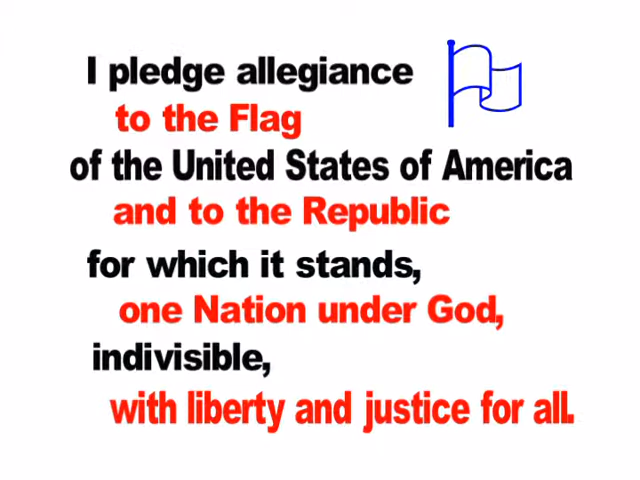 I pledge allegiance
to the Flag
of the United States of America
and to the Republic
for which it stands,
one Nation under God,
indivisible,
with liberty and justice for all.